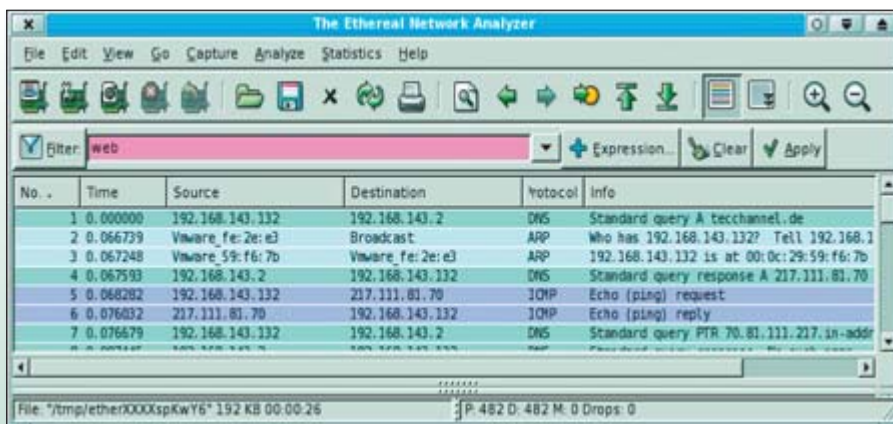 The Ethereal Network Analyzer
File Edit View Go Capture Analyze Statistics Help
Filter: web Expression... Clear Apply
No. . Time Source Destination Protocol Info
1 0.000000 192.168.143.132 192.168.143.2 DNS Standard query A tecchannel.de
2 0.066739 Vmware_fe:2e:e3 Broadcast ARP Who has 192.168.143.132? Tell 192.168.1
3 0.067248 Vmware_59:f6:7b Vmware_fe:2e:e3 ARP 192.168.143.132 is at 00:0c:29:59:f6:7b
4 0.067593 192.168.143.2 192.168.143.132 DNS Standard query response A 217.111.81.70
5 0.068282 192.168.143.132 217.111.81.70 ICMP Echo (ping) request
6 0.076032 217.111.81.70 192.168.143.132 ICMP Echo (ping) reply
7 0.076679 192.168.143.132 192.168.143.2 DNS Standard query PTR 70.81.111.217.in-addr
File: "/tmp/etherXXXXspKwY6" 192 KB 00:00:26 P: 482 D: 482 M: 0 Drops: 0